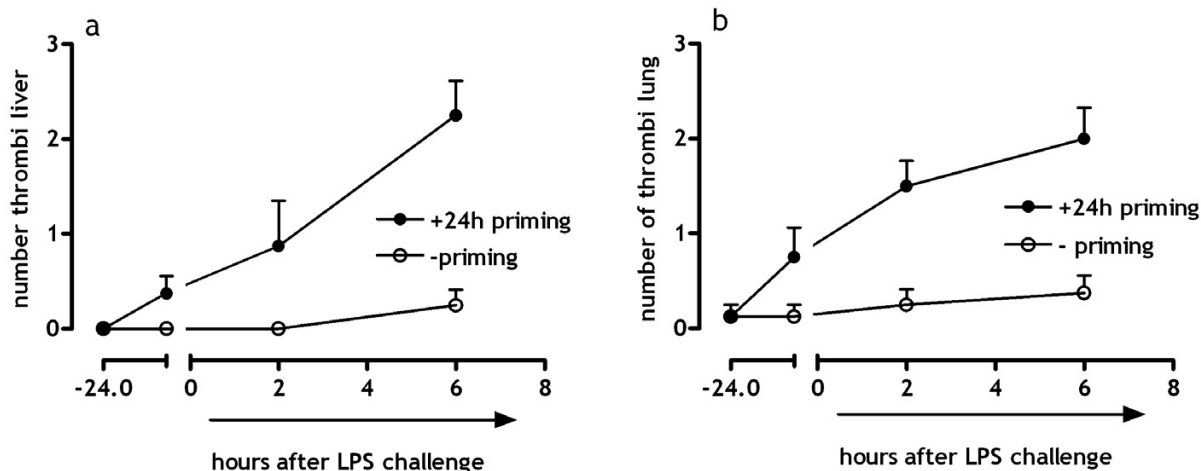 a
3
2
1
0
number thrombi liver
+24h priming
-priming
-24.0 0 2 4 6 8
hours after LPS challenge
b
3
2
1
0
number of thrombi lung
+24h priming
- priming
-24.0 0 2 4 6 8
hours after LPS challenge